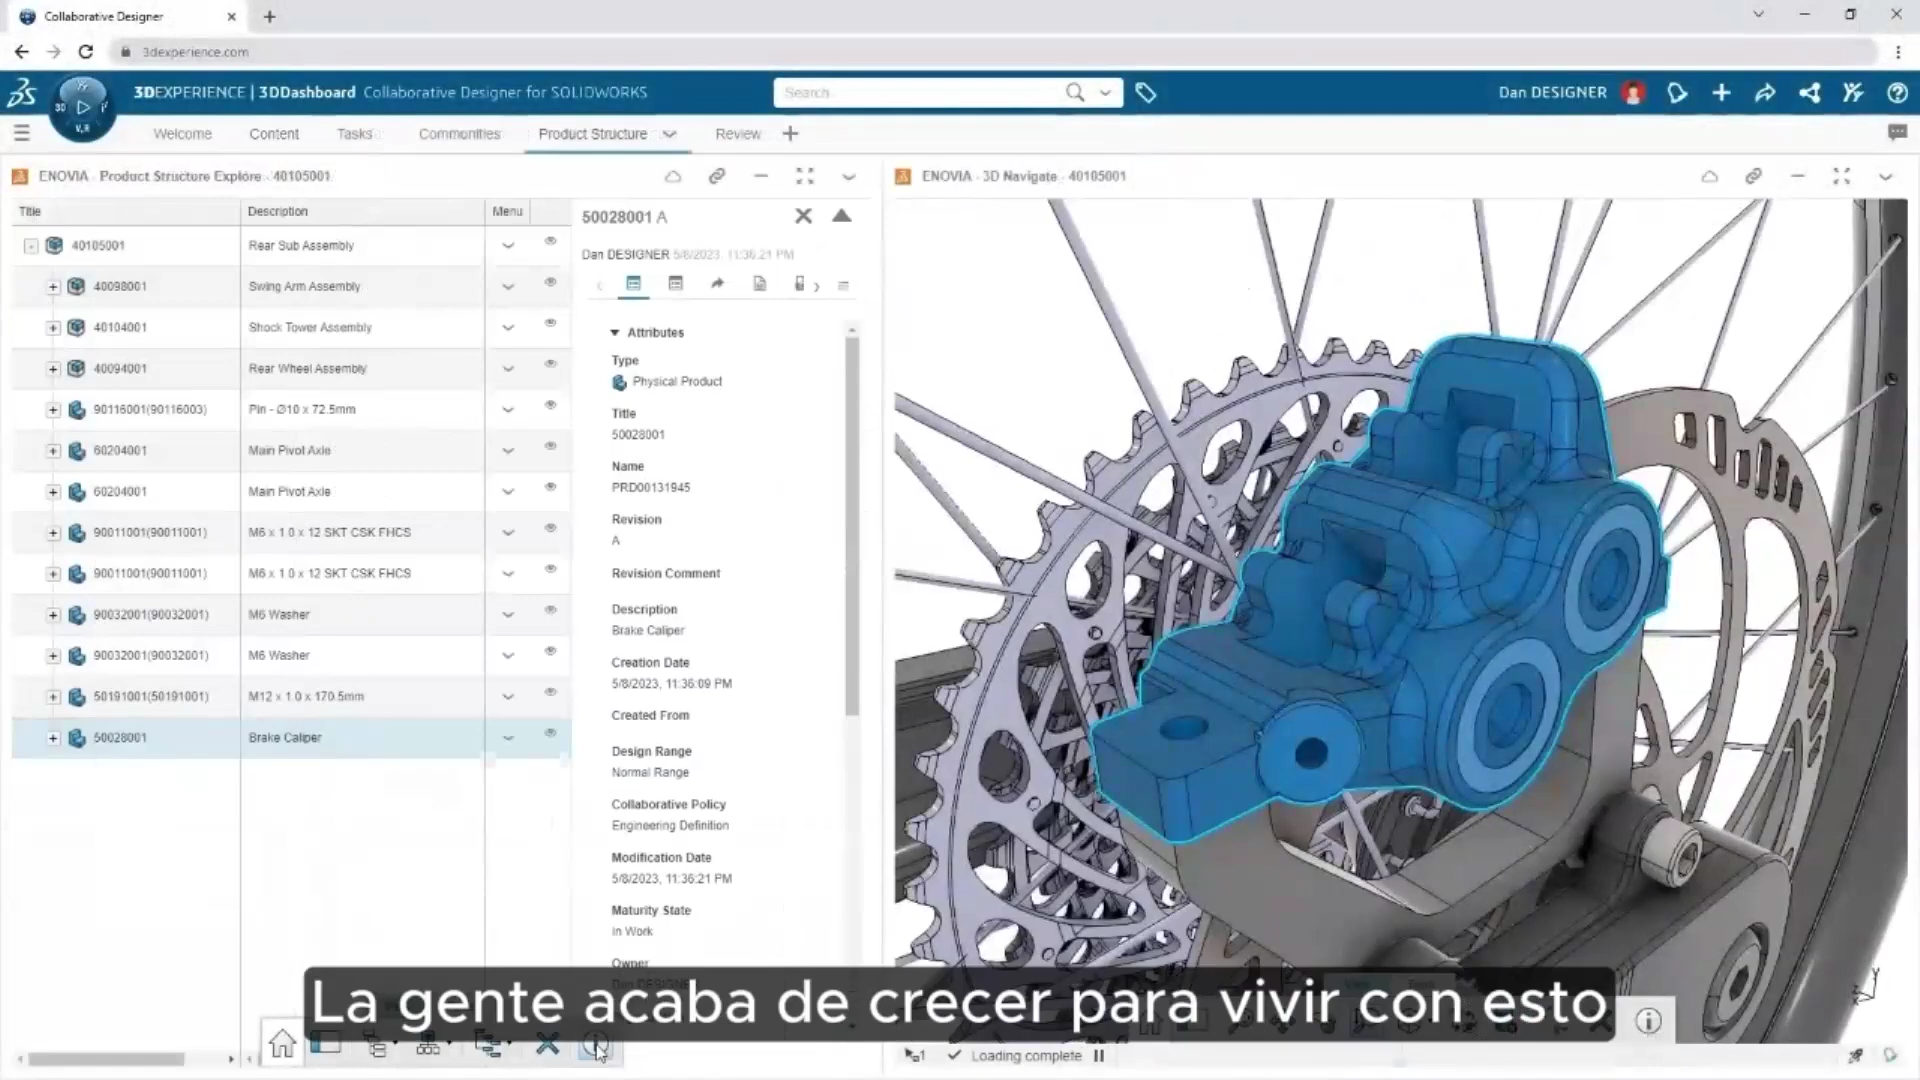 Collaborative Designer
3dexperience.com
3DEXPERIENCE | 3DDashboard Collaborative Designer for SOLIDWORKS
Search
Dan DESIGNER
3D
V,R
Welcome Content Tasks Communities Product Structure Review
ENOVIA - Product Structure Explore - 40105001
ENOVIA - 3D Navigate - 40105001
Title Description Menu
40105001 Rear Sub Assembly
40098001 Swing Arm Assembly
40104001 Shock Tower Assembly
40094001 Rear Wheel Assembly
90116001(90116003) Pin - Ø10 x 72.5mm
60204001 Main Pivot Axle
60204001 Main Pivot Axle
90011001(90011001) M6 x 1.0 x 12 SKT CSK FHCS
90011001(90011001) M6 x 1.0 x 12 SKT CSK FHCS
90032001(90032001) M6 Washer
90032001(90032001) M6 Washer
50191001(50191001) M12 x 1.0 x 170.5mm
50028001 Brake Caliper
50028001 A
Dan DESIGNER 5/8/2023, 11:36:21 PM
Attributes
Type
Physical Product
Title
50028001
Name
PRD00131945
Revision
A
Revision Comment
Description
Brake Caliper
Creation Date
5/8/2023, 11:36:09 PM
Created From
Design Range
Normal Range
Collaborative Policy
Engineering Definition
Modification Date
5/8/2023, 11:36:21 PM
Maturity State
In Work
Owner
La gente acaba de crecer para vivir con esto
1 Loading complete